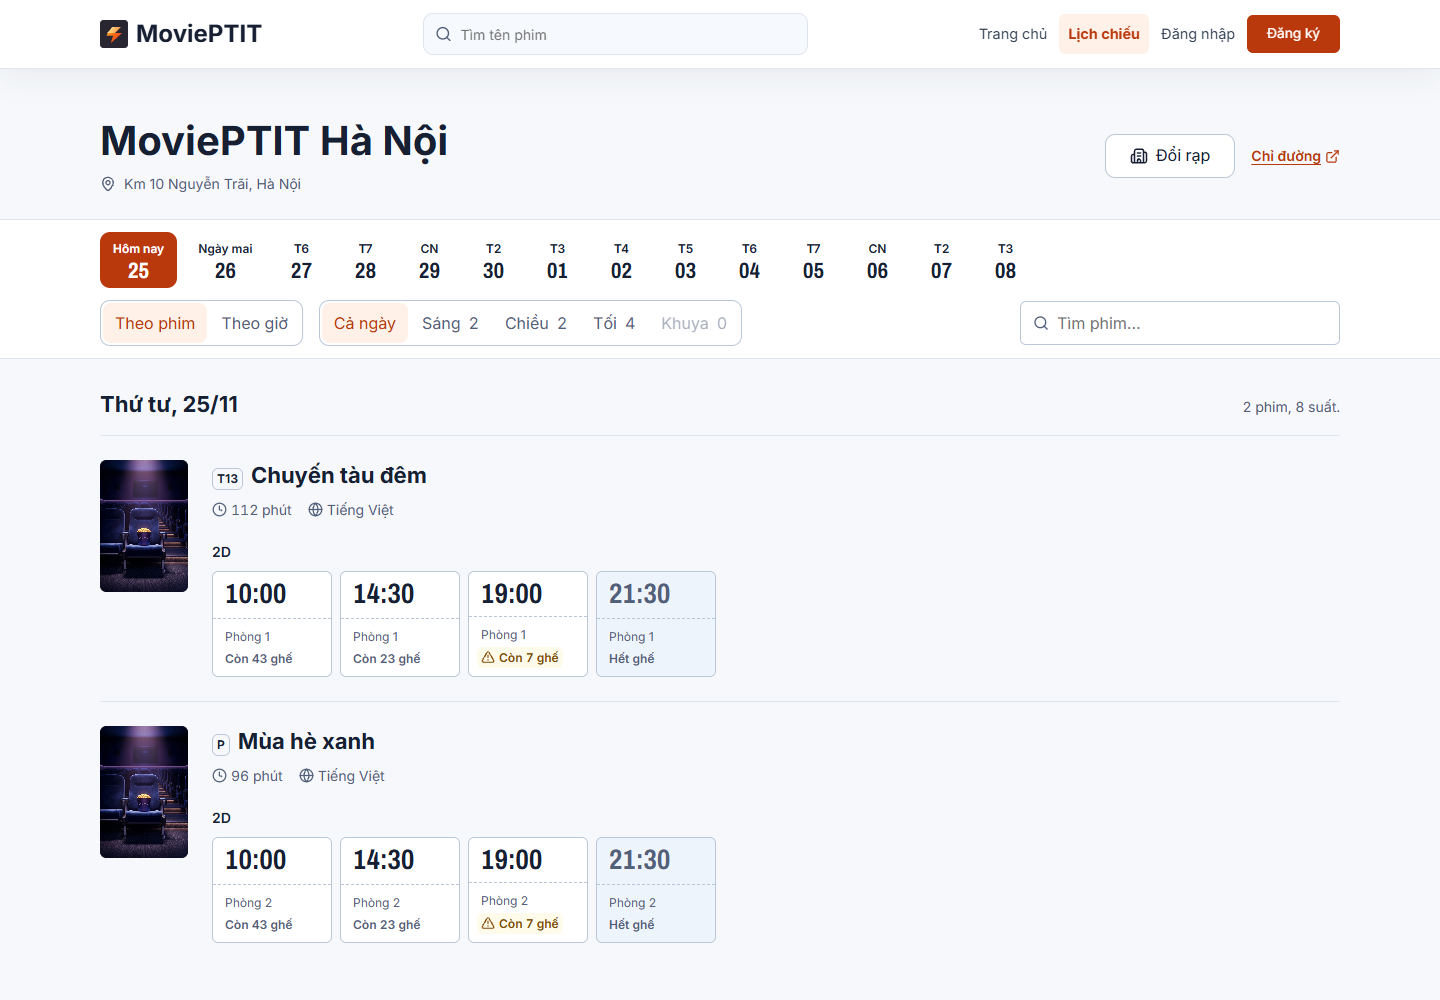 MoviePTIT
Tìm tên phim
Trang chủ
Lịch chiếu
Đăng nhập
Đăng ký
MoviePTIT Hà Nội
Km 10 Nguyễn Trãi, Hà Nội
Đổi rạp
Chỉ đường
Hôm nay Ngày mai T6 T7 CN T2 T3 T4 T5 T6 T7 CN T2 T3
25 26 27 28 29 30 01 02 03 04 05 06 07 08
Theo phim Theo giờ Cả ngày Sáng 2 Chiều 2 Tối 4 Khuya 0 Tìm phim...
Thứ tư, 25/11
2 phim, 8 suất.
T13 Chuyến tàu đêm
112 phút Tiếng Việt
2D
10:00 14:30 19:00 21:30
Phòng 1 Phòng 1 Phòng 1 Phòng 1
Còn 43 ghế Còn 23 ghế Còn 7 ghế Hết ghế
P Mùa hè xanh
96 phút Tiếng Việt
2D
10:00 14:30 19:00 21:30
Phòng 2 Phòng 2 Phòng 2 Phòng 2
Còn 43 ghế Còn 23 ghế Còn 7 ghế Hết ghế